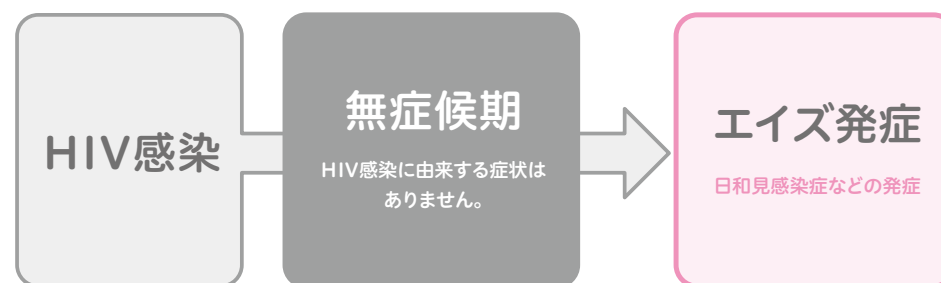 HIV感染
無症候期
HIV感染に由来する症状は
ありません。
エイズ発症
日和見感染症などの発症